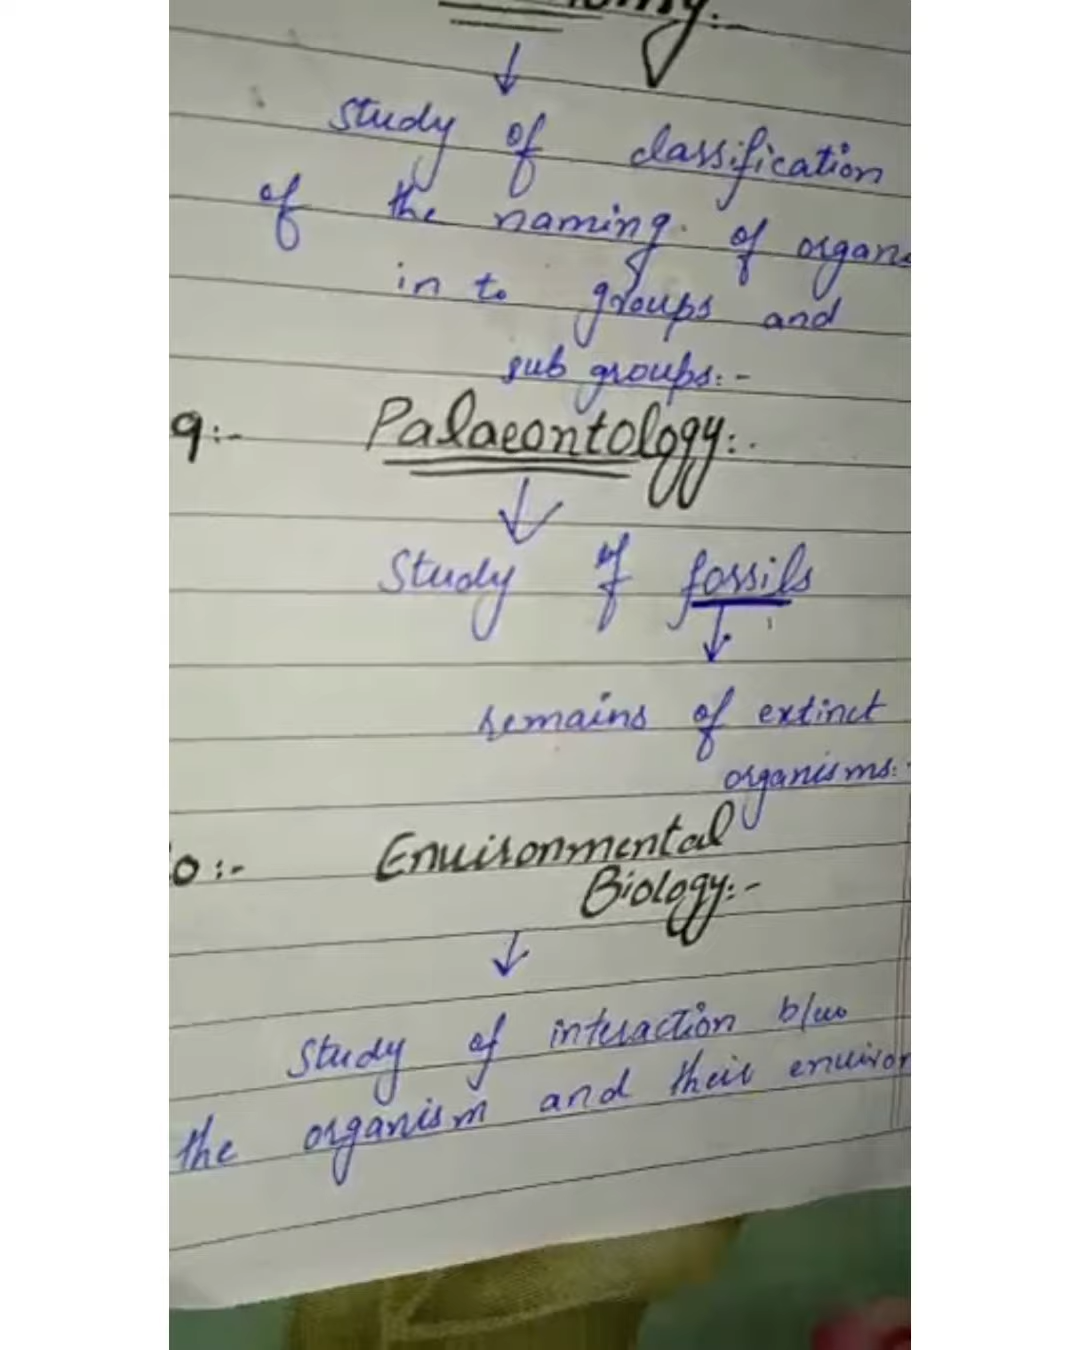 study of classification
of the naming. of organ
in to groups and
sub groups:-
9:- Palaeontology:-
Study of fossils
remains of extinct
organisms:-
0:- Environmental
Biology:-
Study of interaction b/w
the organism and their environ